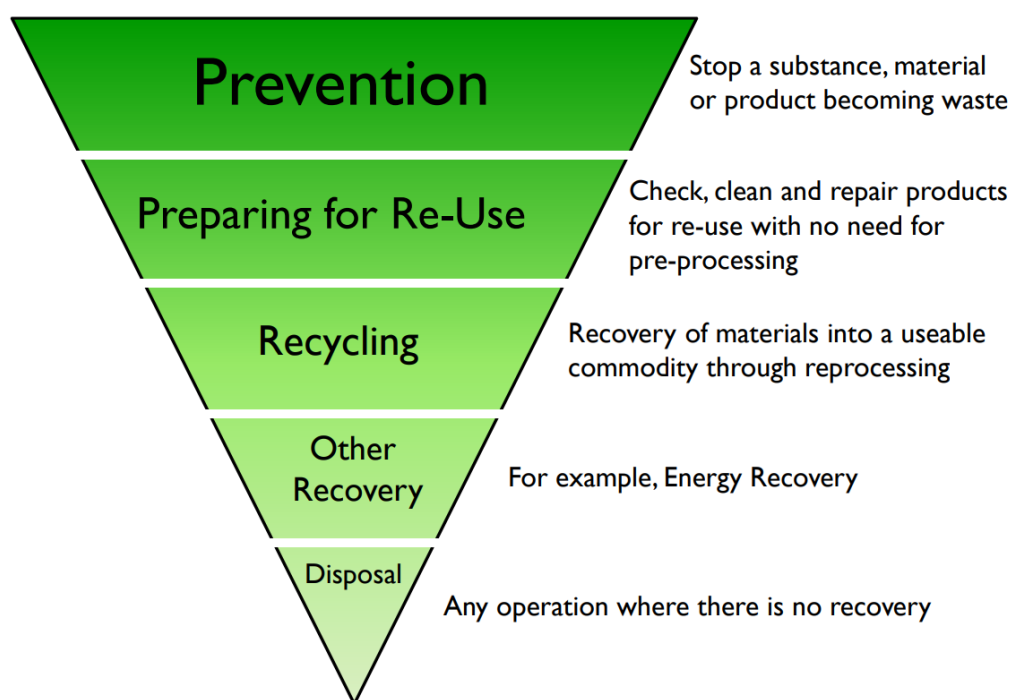 Prevention
Stop a substance, material
or product becoming waste
Preparing for Re-Use
Check, clean and repair products
for re-use with no need for
pre-processing
Recycling
Recovery of materials into a useable
commodity through reprocessing
Other
Recovery
For example, Energy Recovery
Disposal
Any operation where there is no recovery